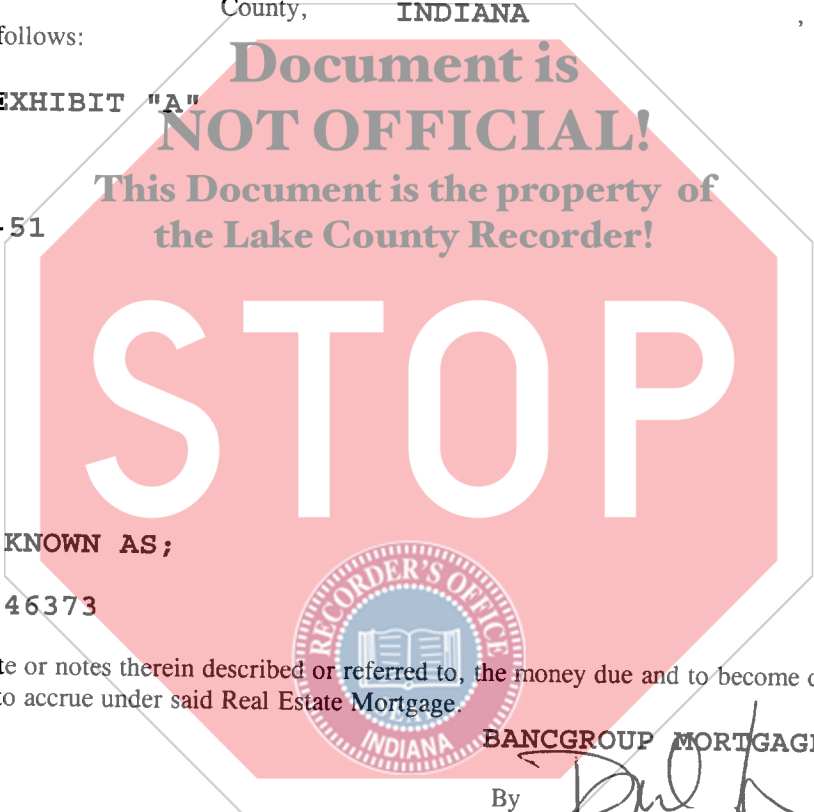 County, INDIANA ,
follows:
Document is
EXHIBIT "A"
NOT OFFICIAL!
This Document is the property of
-51
the Lake County Recorder!
STOP
KNOWN AS;
RECORDER'S OFFICE
46373
te or notes therein described or referred to, the money due and to become d
to accrue under said Real Estate Mortgage.
SEAL
INDIANA
BANCGROUP MORTGAGE
By